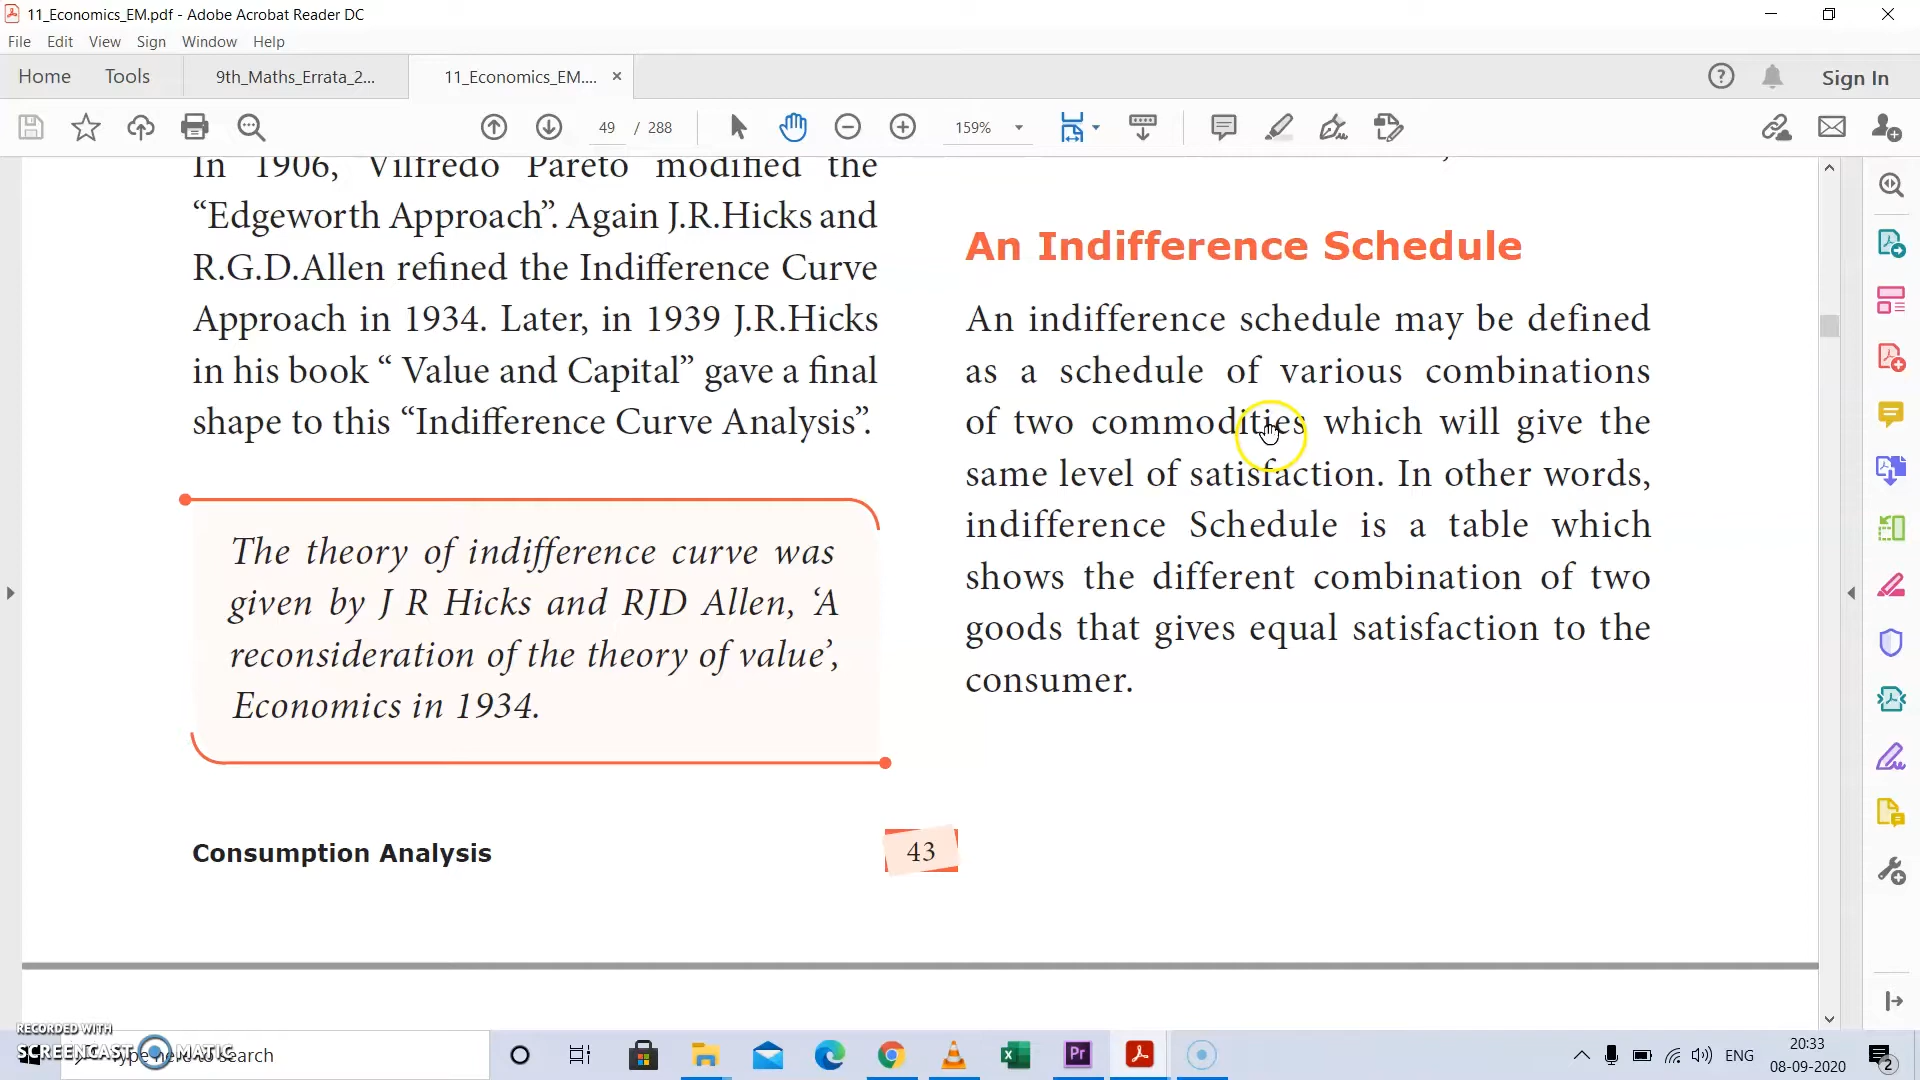 11_Economics_EM.pdf - Adobe Acrobat Reader DC
File Edit View Sign Window Help
Home Tools 9th_Maths_Errata_2... 11_Economics_EM.... × Sign In
49 / 288 159%
In 1906, Vilfredo Pareto modified the
“Edgeworth Approach”. Again J.R.Hicks and
R.G.D.Allen refined the Indifference Curve
Approach in 1934. Later, in 1939 J.R.Hicks
in his book “ Value and Capital” gave a final
shape to this “Indifference Curve Analysis”.
The theory of indifference curve was
given by J R Hicks and RJD Allen, ‘A
reconsideration of the theory of value’,
Economics in 1934.
An Indifference Schedule
An indifference schedule may be defined
as a schedule of various combinations
of two commodities which will give the
same level of satisfaction. In other words,
indifference Schedule is a table which
shows the different combination of two
goods that gives equal satisfaction to the
consumer.
Consumption Analysis
43
RECORDED WITH
SCREENCAST MATIC
Type here to search
ENG
20:33
08-09-2020
2